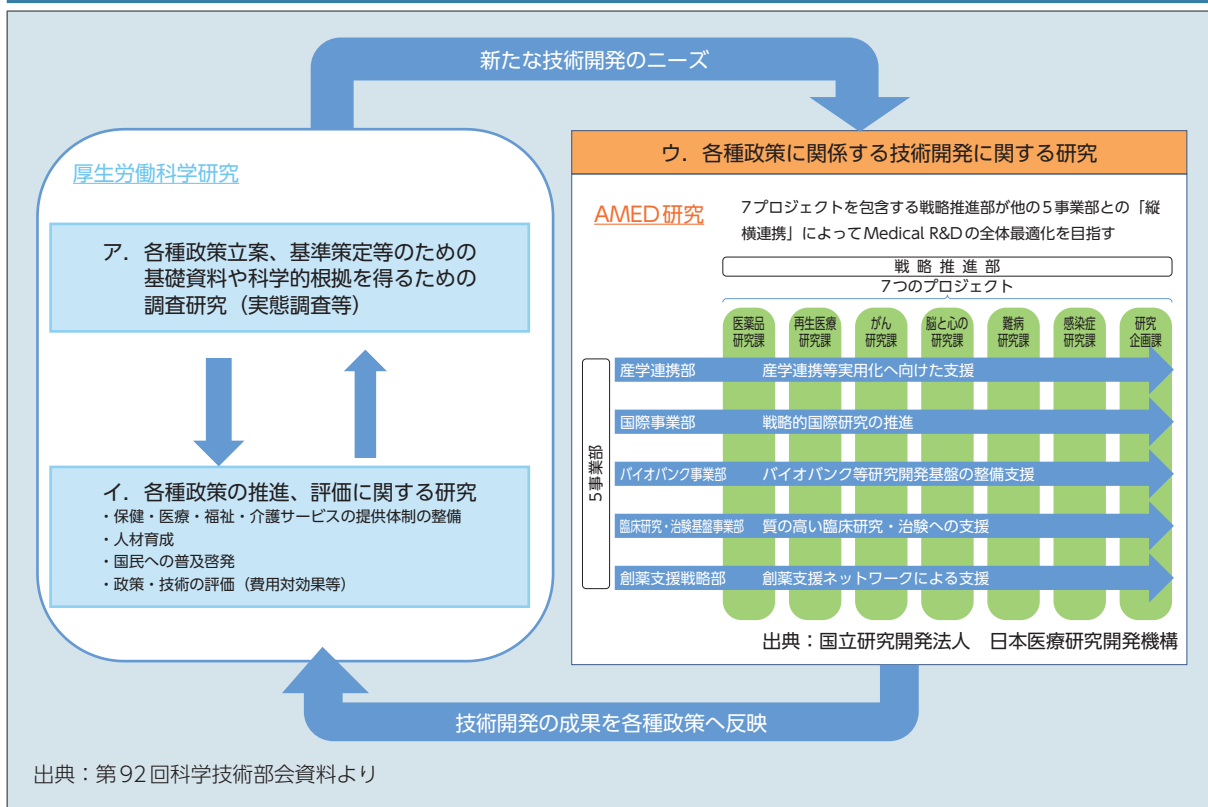 新たな技術開発のニーズ
厚生労働科学研究
ア．各種政策立案、基準策定等のための
基礎資料や科学的根拠を得るための
調査研究（実態調査等）
イ．各種政策の推進、評価に関する研究
・保健・医療・福祉・介護サービスの提供体制の整備
・人材育成
・国民への普及啓発
・政策・技術の評価（費用対効果等）
ウ．各種政策に関係する技術開発に関する研究
AMED研究
7プロジェクトを包含する戦略推進部が他の5事業部との「縦
横連携」によってMedical R&Dの全体最適化を目指す
戦略推進部
7つのプロジェクト
医薬品
研究課
再生医療
研究課
がん
研究課
脳と心の
研究課
難病
研究課
感染症
研究課
研究
企画課
5事業部
産学連携部 産学連携等実用化へ向けた支援
国際事業部 戦略的国際研究の推進
バイオバンク事業部 バイオバンク等研究開発基盤の整備支援
臨床研究・治験基盤事業部 質の高い臨床研究・治験への支援
創薬支援戦略部 創薬支援ネットワークによる支援
出典：国立研究開発法人　日本医療研究開発機構
技術開発の成果を各種政策へ反映
出典：第92回科学技術部会資料より